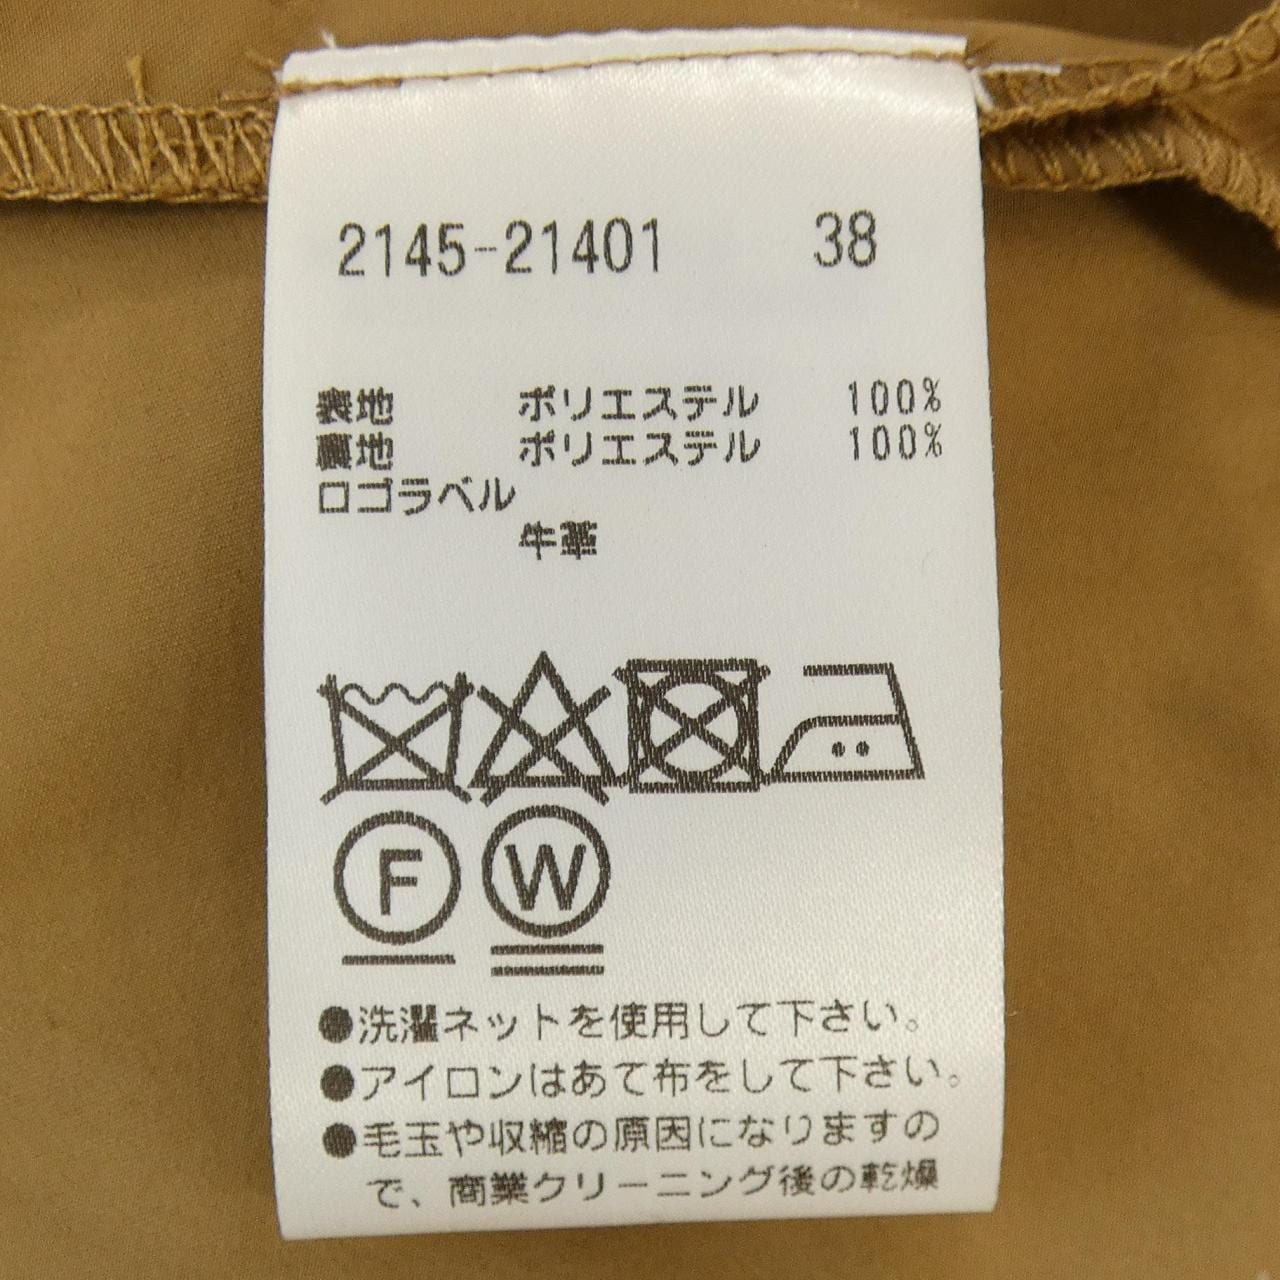 2145-21401 38
表地 ポリエステル 100%
裏地 ポリエステル 100%
ロゴラベル
牛革
F W
●洗濯ネットを使用して下さい。
●アイロンはあて布をして下さい。
●毛玉や収縮の原因になりますの
で、商業クリーニング後の乾燥